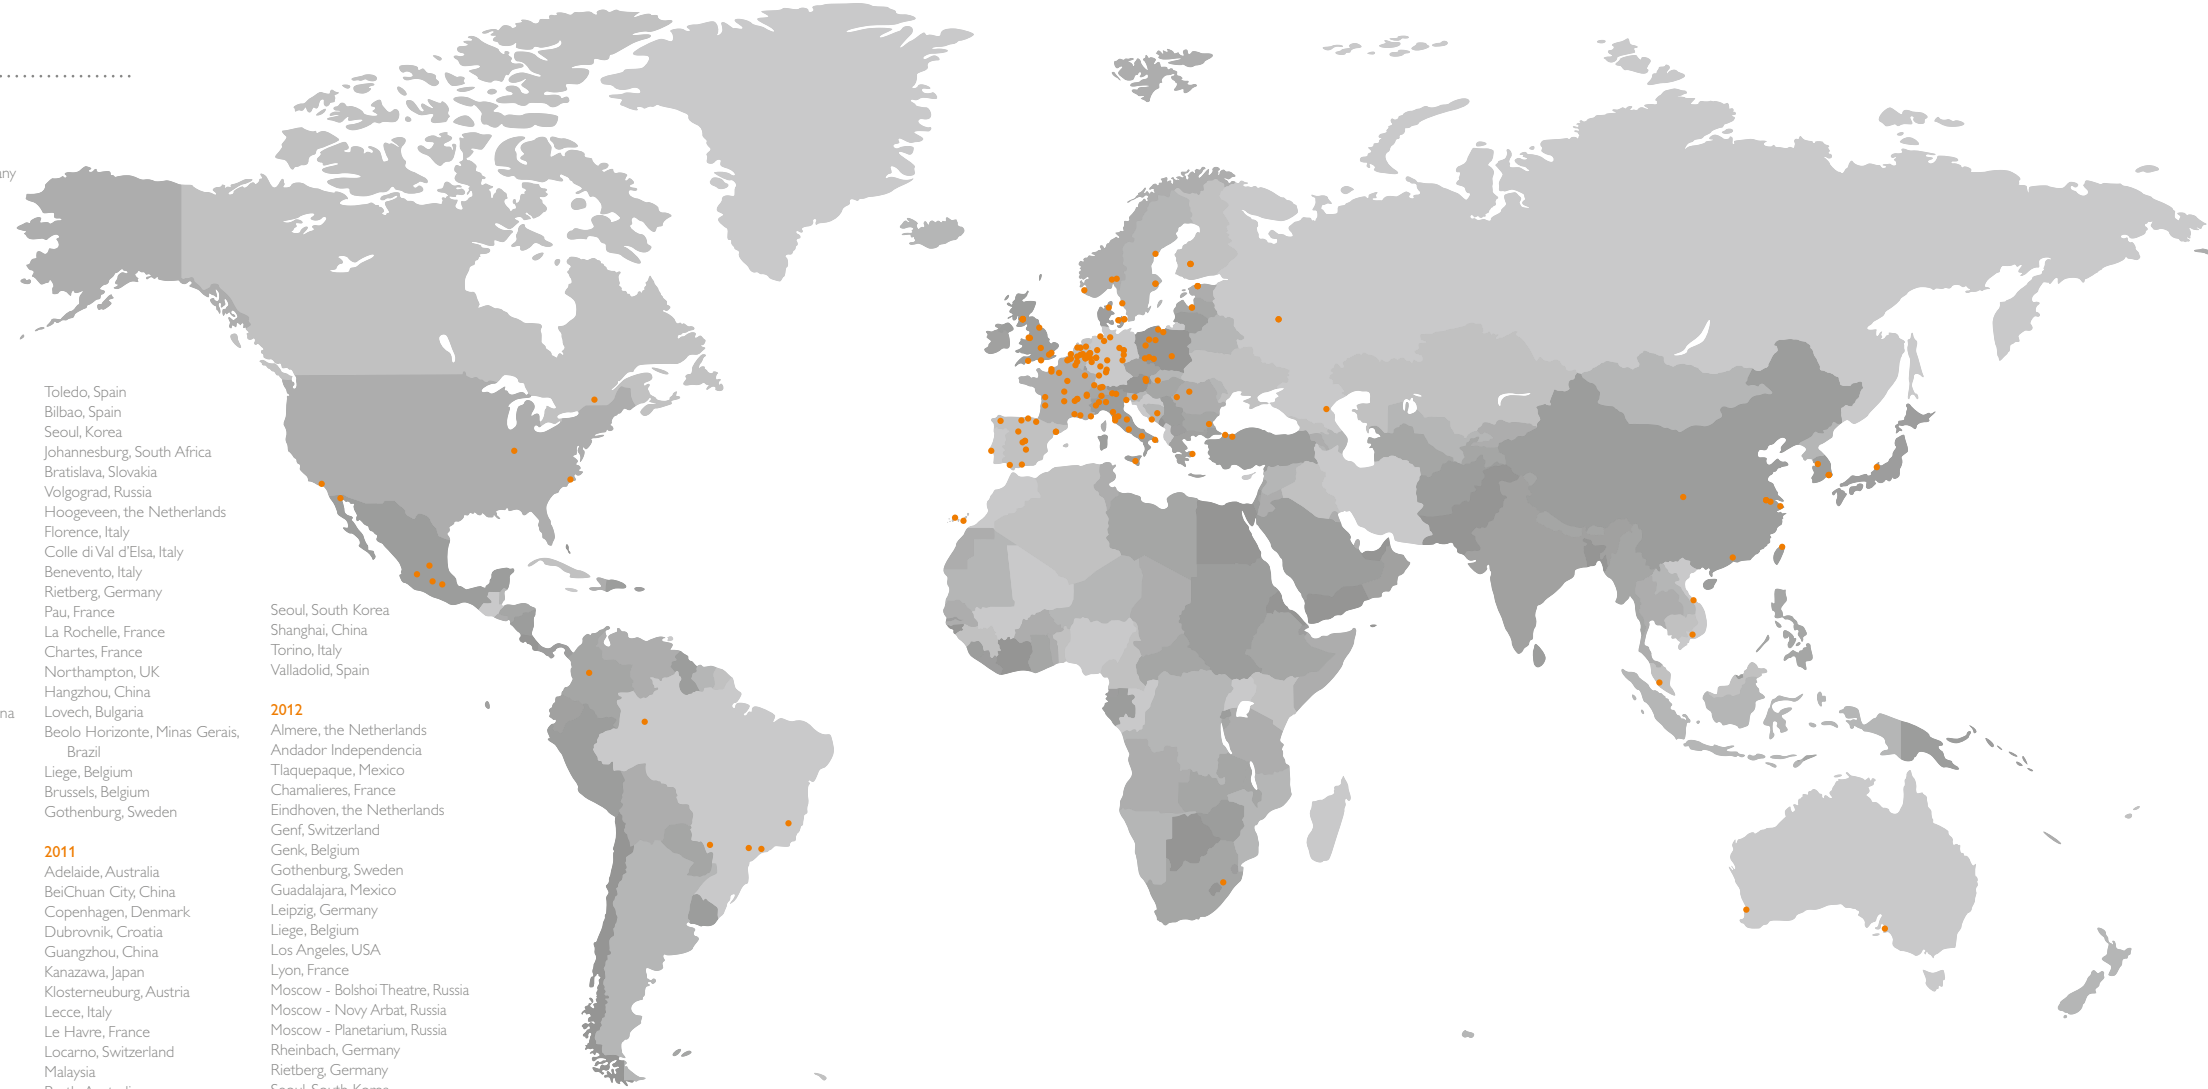 any
na
Toledo, Spain
Bilbao, Spain
Seoul, Korea
Johannesburg, South Africa
Bratislava, Slovakia
Volgograd, Russia
Hoogeveen, the Netherlands
Florence, Italy
Colle di Val d'Elsa, Italy
Benevento, Italy
Rietberg, Germany
Pau, France
La Rochelle, France
Chartes, France
Northampton, UK
Hangzhou, China
Lovech, Bulgaria
Beolo Horizonte, Minas Gerais,
Brazil
Liege, Belgium
Brussels, Belgium
Gothenburg, Sweden
2011
Adelaide, Australia
BeiChuan City, China
Copenhagen, Denmark
Dubrovnik, Croatia
Guangzhou, China
Kanazawa, Japan
Klosterneuburg, Austria
Lecce, Italy
Le Havre, France
Locarno, Switzerland
Malaysia
Seoul, South Korea
Shanghai, China
Torino, Italy
Valladolid, Spain
2012
Almere, the Netherlands
Andador Independencia
Tlaquepaque, Mexico
Chamalieres, France
Eindhoven, the Netherlands
Genf, Switzerland
Genk, Belgium
Gothenburg, Sweden
Guadalajara, Mexico
Leipzig, Germany
Liege, Belgium
Los Angeles, USA
Lyon, France
Moscow - Bolshoi Theatre, Russia
Moscow - Novy Arbat, Russia
Moscow - Planetarium, Russia
Rheinbach, Germany
Rietberg, Germany
Seoul, South Korea